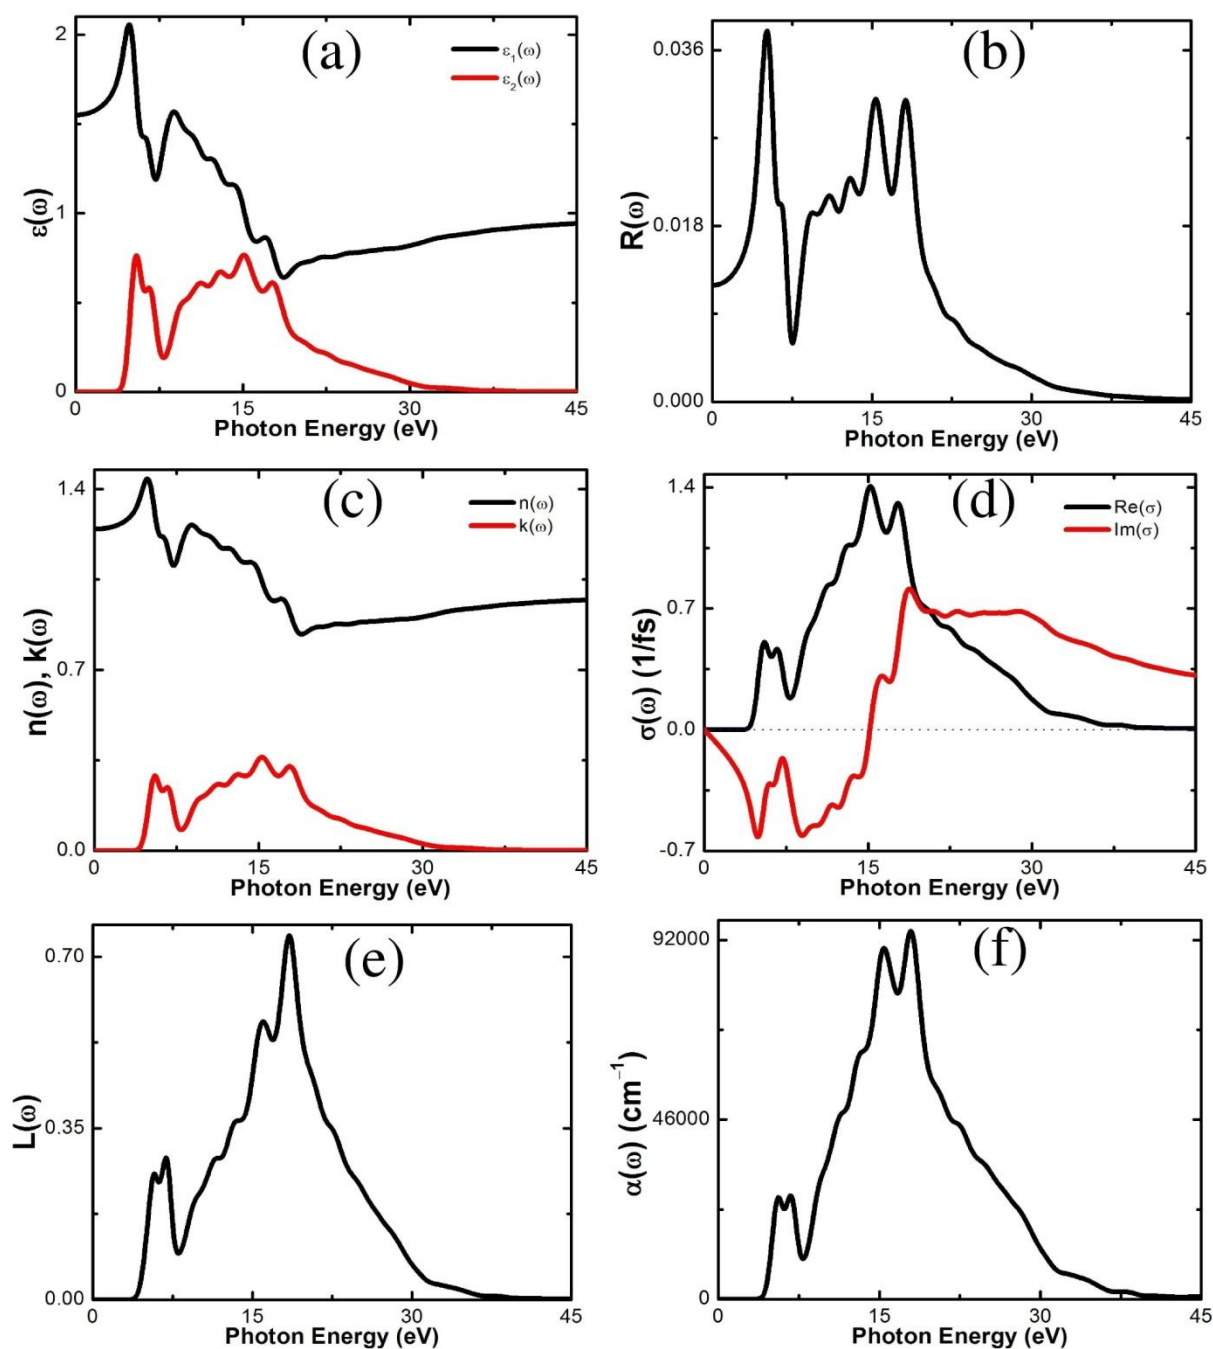 (a)
ε₁(ω)
ε₂(ω)
ε(ω)
2
1
0
0 15 30 45
Photon Energy (eV)
(b)
R(ω)
0.036
0.018
0.000
0 15 30 45
Photon Energy (eV)
(c)
n(ω)
k(ω)
n(ω), k(ω)
1.4
0.7
0.0
0 15 30 45
Photon Energy (eV)
(d)
Re(σ)
Im(σ)
σ(ω) (1/fs)
1.4
0.7
0.0
-0.7
0 15 30 45
Photon Energy (eV)
(e)
L(ω)
0.70
0.35
0.00
0 15 30 45
Photon Energy (eV)
(f)
α(ω) (cm⁻¹)
92000
46000
0
0 15 30 45
Photon Energy (eV)